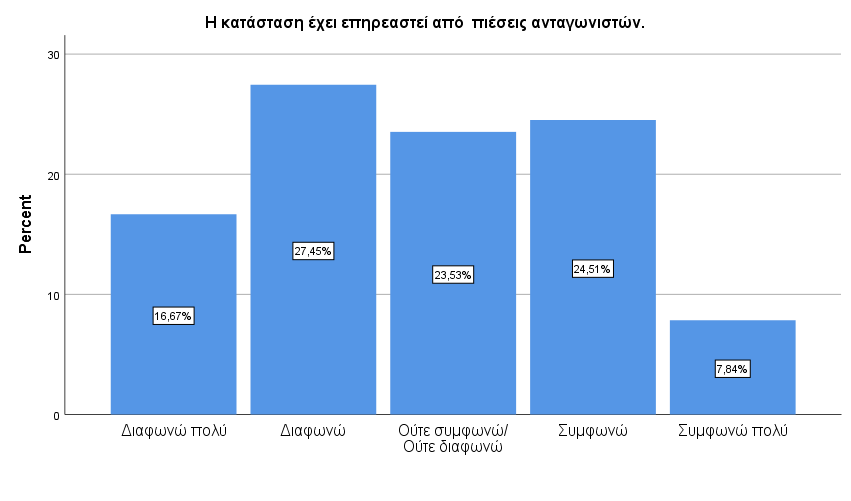 Η κατάσταση έχει επηρεαστεί από πιέσεις ανταγωνιστών.
30
20
10
0
Percent
16,67%
27,45%
23,53%
24,51%
7,84%
Διαφωνώ πολύ
Διαφωνώ
Ούτε συμφωνώ/
Ούτε διαφωνώ
Συμφωνώ
Συμφωνώ πολύ